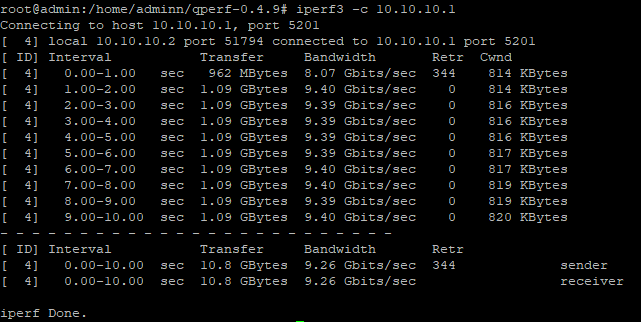 root@admin:/home/adminn/qperf-0.4.9# iperf3 -c 10.10.10.1
Connecting to host 10.10.10.1, port 5201
[  4] local 10.10.10.2 port 51794 connected to 10.10.10.1 port 5201
[ ID] Interval           Transfer     Bandwidth       Retr  Cwnd
[  4]   0.00-1.00   sec   962 MBytes  8.07 Gbits/sec  344    814 KBytes
[  4]   1.00-2.00   sec  1.09 GBytes  9.40 Gbits/sec    0    814 KBytes
[  4]   2.00-3.00   sec  1.09 GBytes  9.39 Gbits/sec    0    816 KBytes
[  4]   3.00-4.00   sec  1.09 GBytes  9.39 Gbits/sec    0    816 KBytes
[  4]   4.00-5.00   sec  1.09 GBytes  9.39 Gbits/sec    0    816 KBytes
[  4]   5.00-6.00   sec  1.09 GBytes  9.39 Gbits/sec    0    817 KBytes
[  4]   6.00-7.00   sec  1.09 GBytes  9.40 Gbits/sec    0    817 KBytes
[  4]   7.00-8.00   sec  1.09 GBytes  9.40 Gbits/sec    0    819 KBytes
[  4]   8.00-9.00   sec  1.09 GBytes  9.39 Gbits/sec    0    819 KBytes
[  4]   9.00-10.00  sec  1.09 GBytes  9.40 Gbits/sec    0    820 KBytes
- - - - - - - - - - - - - - - - - - - - - - - - -
[ ID] Interval           Transfer     Bandwidth       Retr
[  4]   0.00-10.00  sec  10.8 GBytes  9.26 Gbits/sec  344             sender
[  4]   0.00-10.00  sec  10.8 GBytes  9.26 Gbits/sec                  receiver
iperf Done.